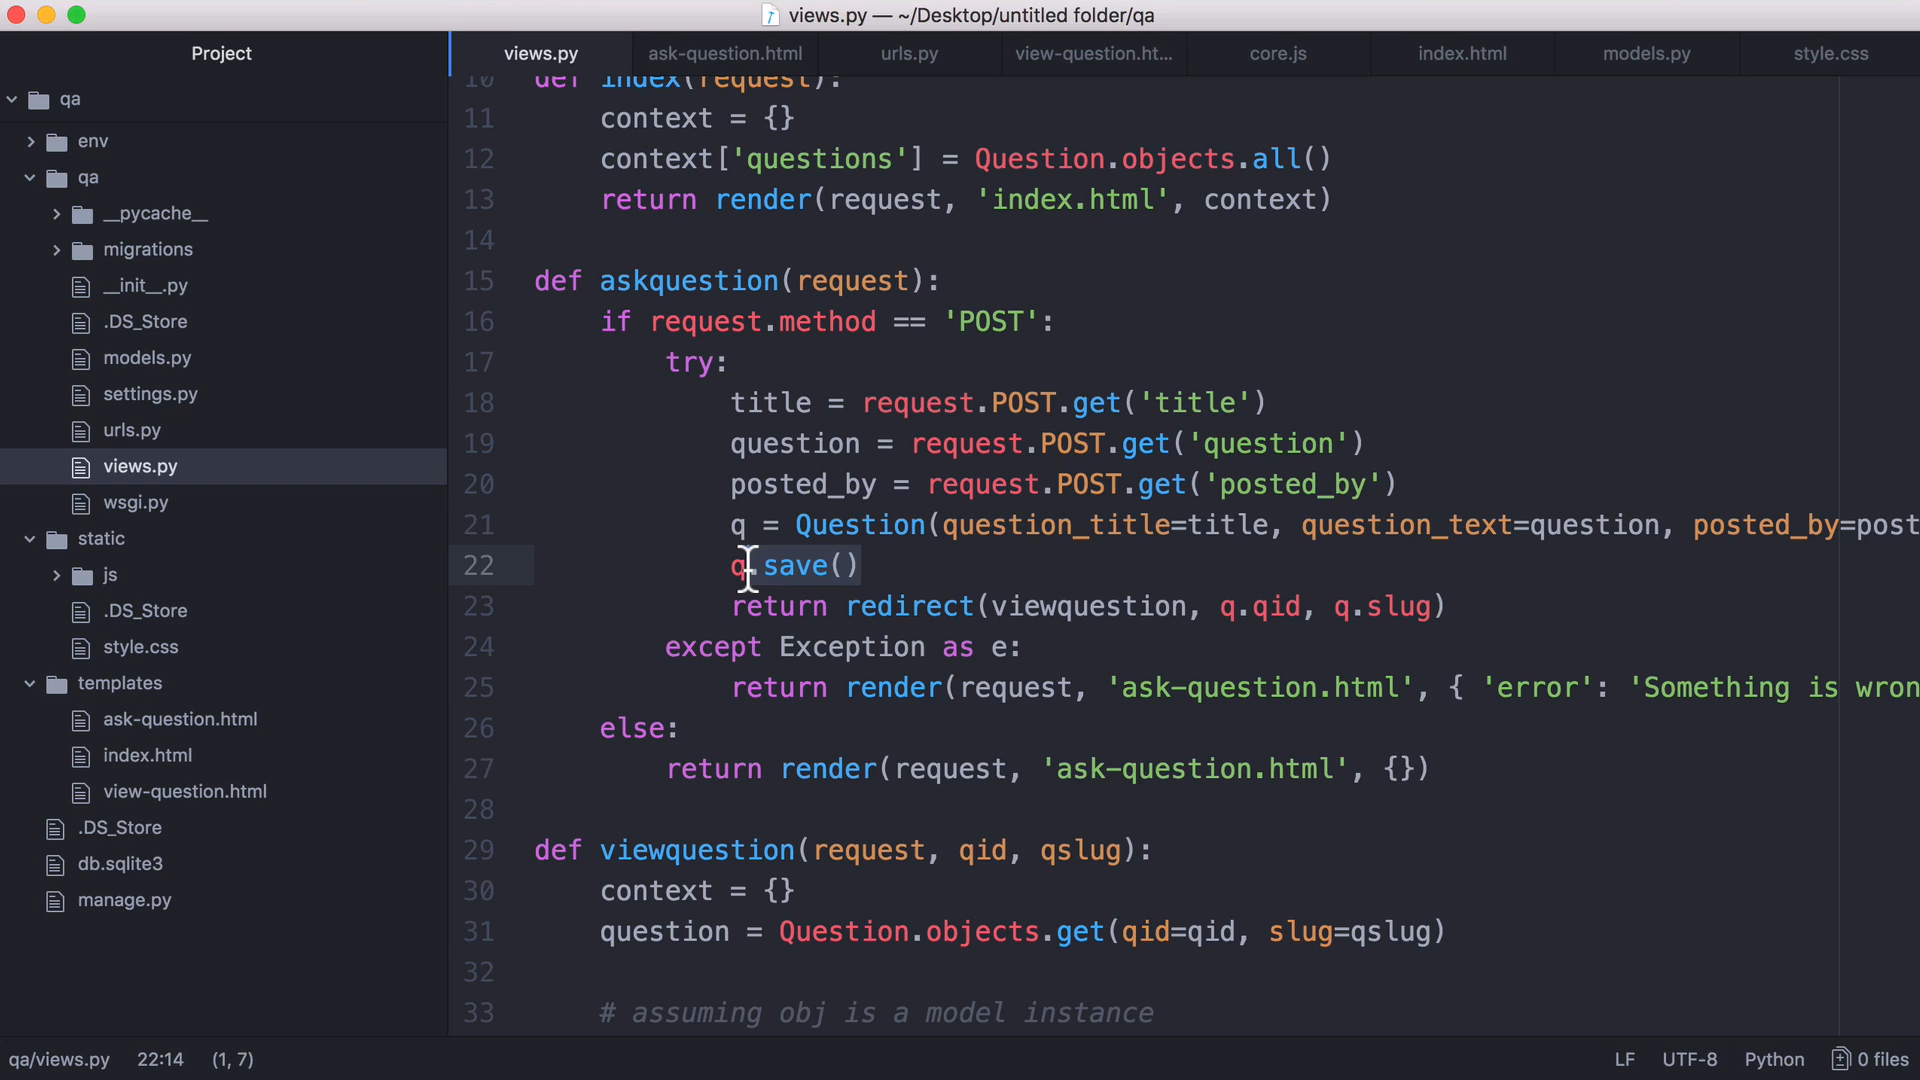 views.py — ~/Desktop/untitled folder/qa
Project
views.py
ask-question.html
urls.py
view-question.ht...
core.js
index.html
models.py
style.css
qa
env
qa
__pycache__
migrations
__init__.py
.DS_Store
models.py
settings.py
urls.py
views.py
wsgi.py
static
js
.DS_Store
style.css
templates
ask-question.html
index.html
view-question.html
.DS_Store
db.sqlite3
manage.py
10 def index(request):
11 context = {}
12 context['questions'] = Question.objects.all()
13 return render(request, 'index.html', context)
14
15 def askquestion(request):
16 if request.method == 'POST':
17 try:
18 title = request.POST.get('title')
19 question = request.POST.get('question')
20 posted_by = request.POST.get('posted_by')
21 q = Question(question_title=title, question_text=question, posted_by=post
22 q.save()
23 return redirect(viewquestion, q.qid, q.slug)
24 except Exception as e:
25 return render(request, 'ask-question.html', { 'error': 'Something is wron
26 else:
27 return render(request, 'ask-question.html', {})
28
29 def viewquestion(request, qid, qslug):
30 context = {}
31 question = Question.objects.get(qid=qid, slug=qslug)
32
33 # assuming obj is a model instance
qa/views.py 22:14 (1, 7)
LF UTF-8 Python 0 files